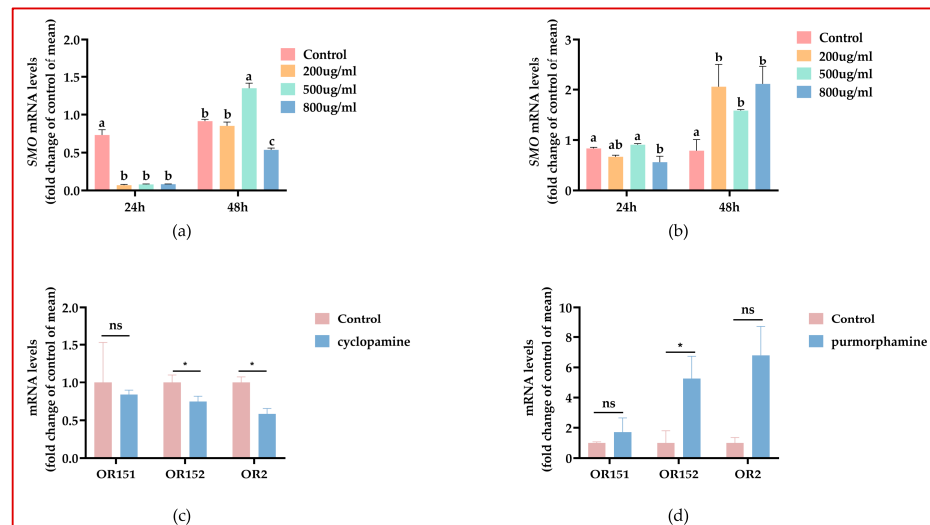 SMO mRNA levels
(fold change of control of mean)
2.0
1.5
1.0
0.5
0.0
a
b b b
b b a c
24h 48h
Control
200ug/ml
500ug/ml
800ug/ml
(a)
SMO mRNA levels
(fold change of control of mean)
3
2
1
0
a ab a b
a b b b
24h 48h
Control
200ug/ml
500ug/ml
800ug/ml
(b)
mRNA levels
(fold change of control of mean)
2.0
1.5
1.0
0.5
0.0
ns * *
OR151 OR152 OR2
Control
cyclopamine
(c)
mRNA levels
(fold change of control of mean)
10
8
6
4
2
0
ns * ns
OR151 OR152 OR2
Control
purmorphamine
(d)